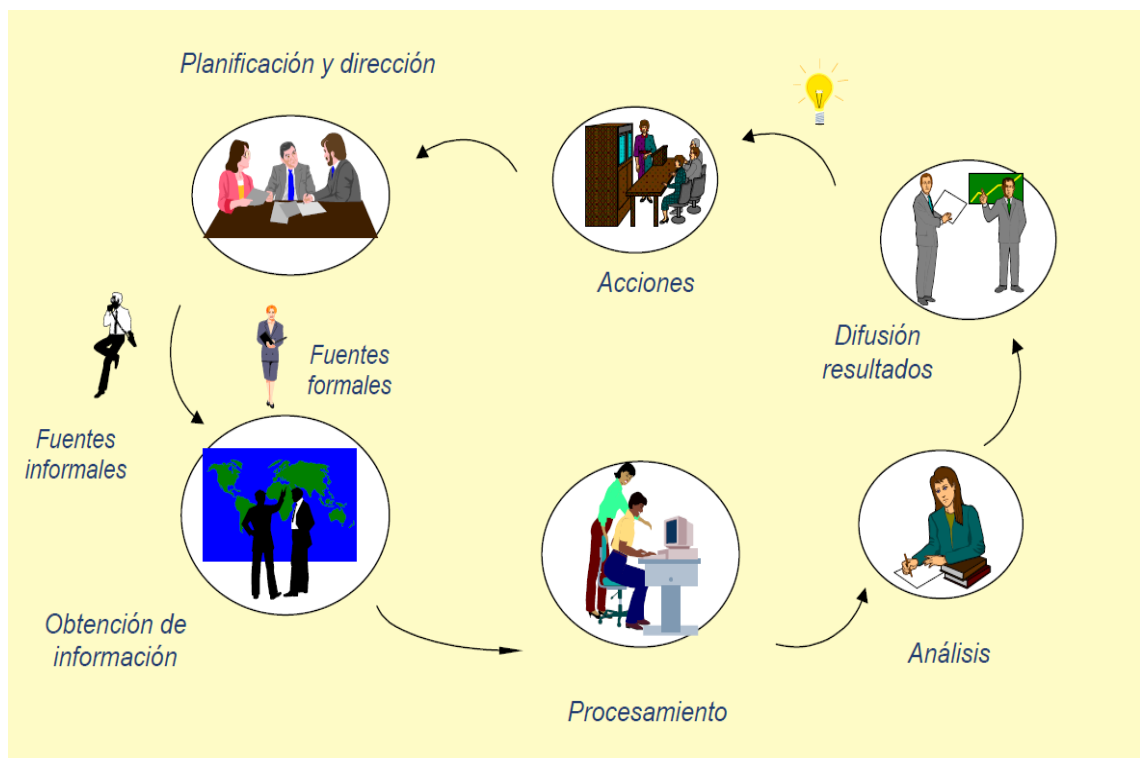 Planificación y dirección
Acciones
Difusión
resultados
Fuentes
formales
Fuentes
informales
Obtención de
información
Procesamiento
Análisis